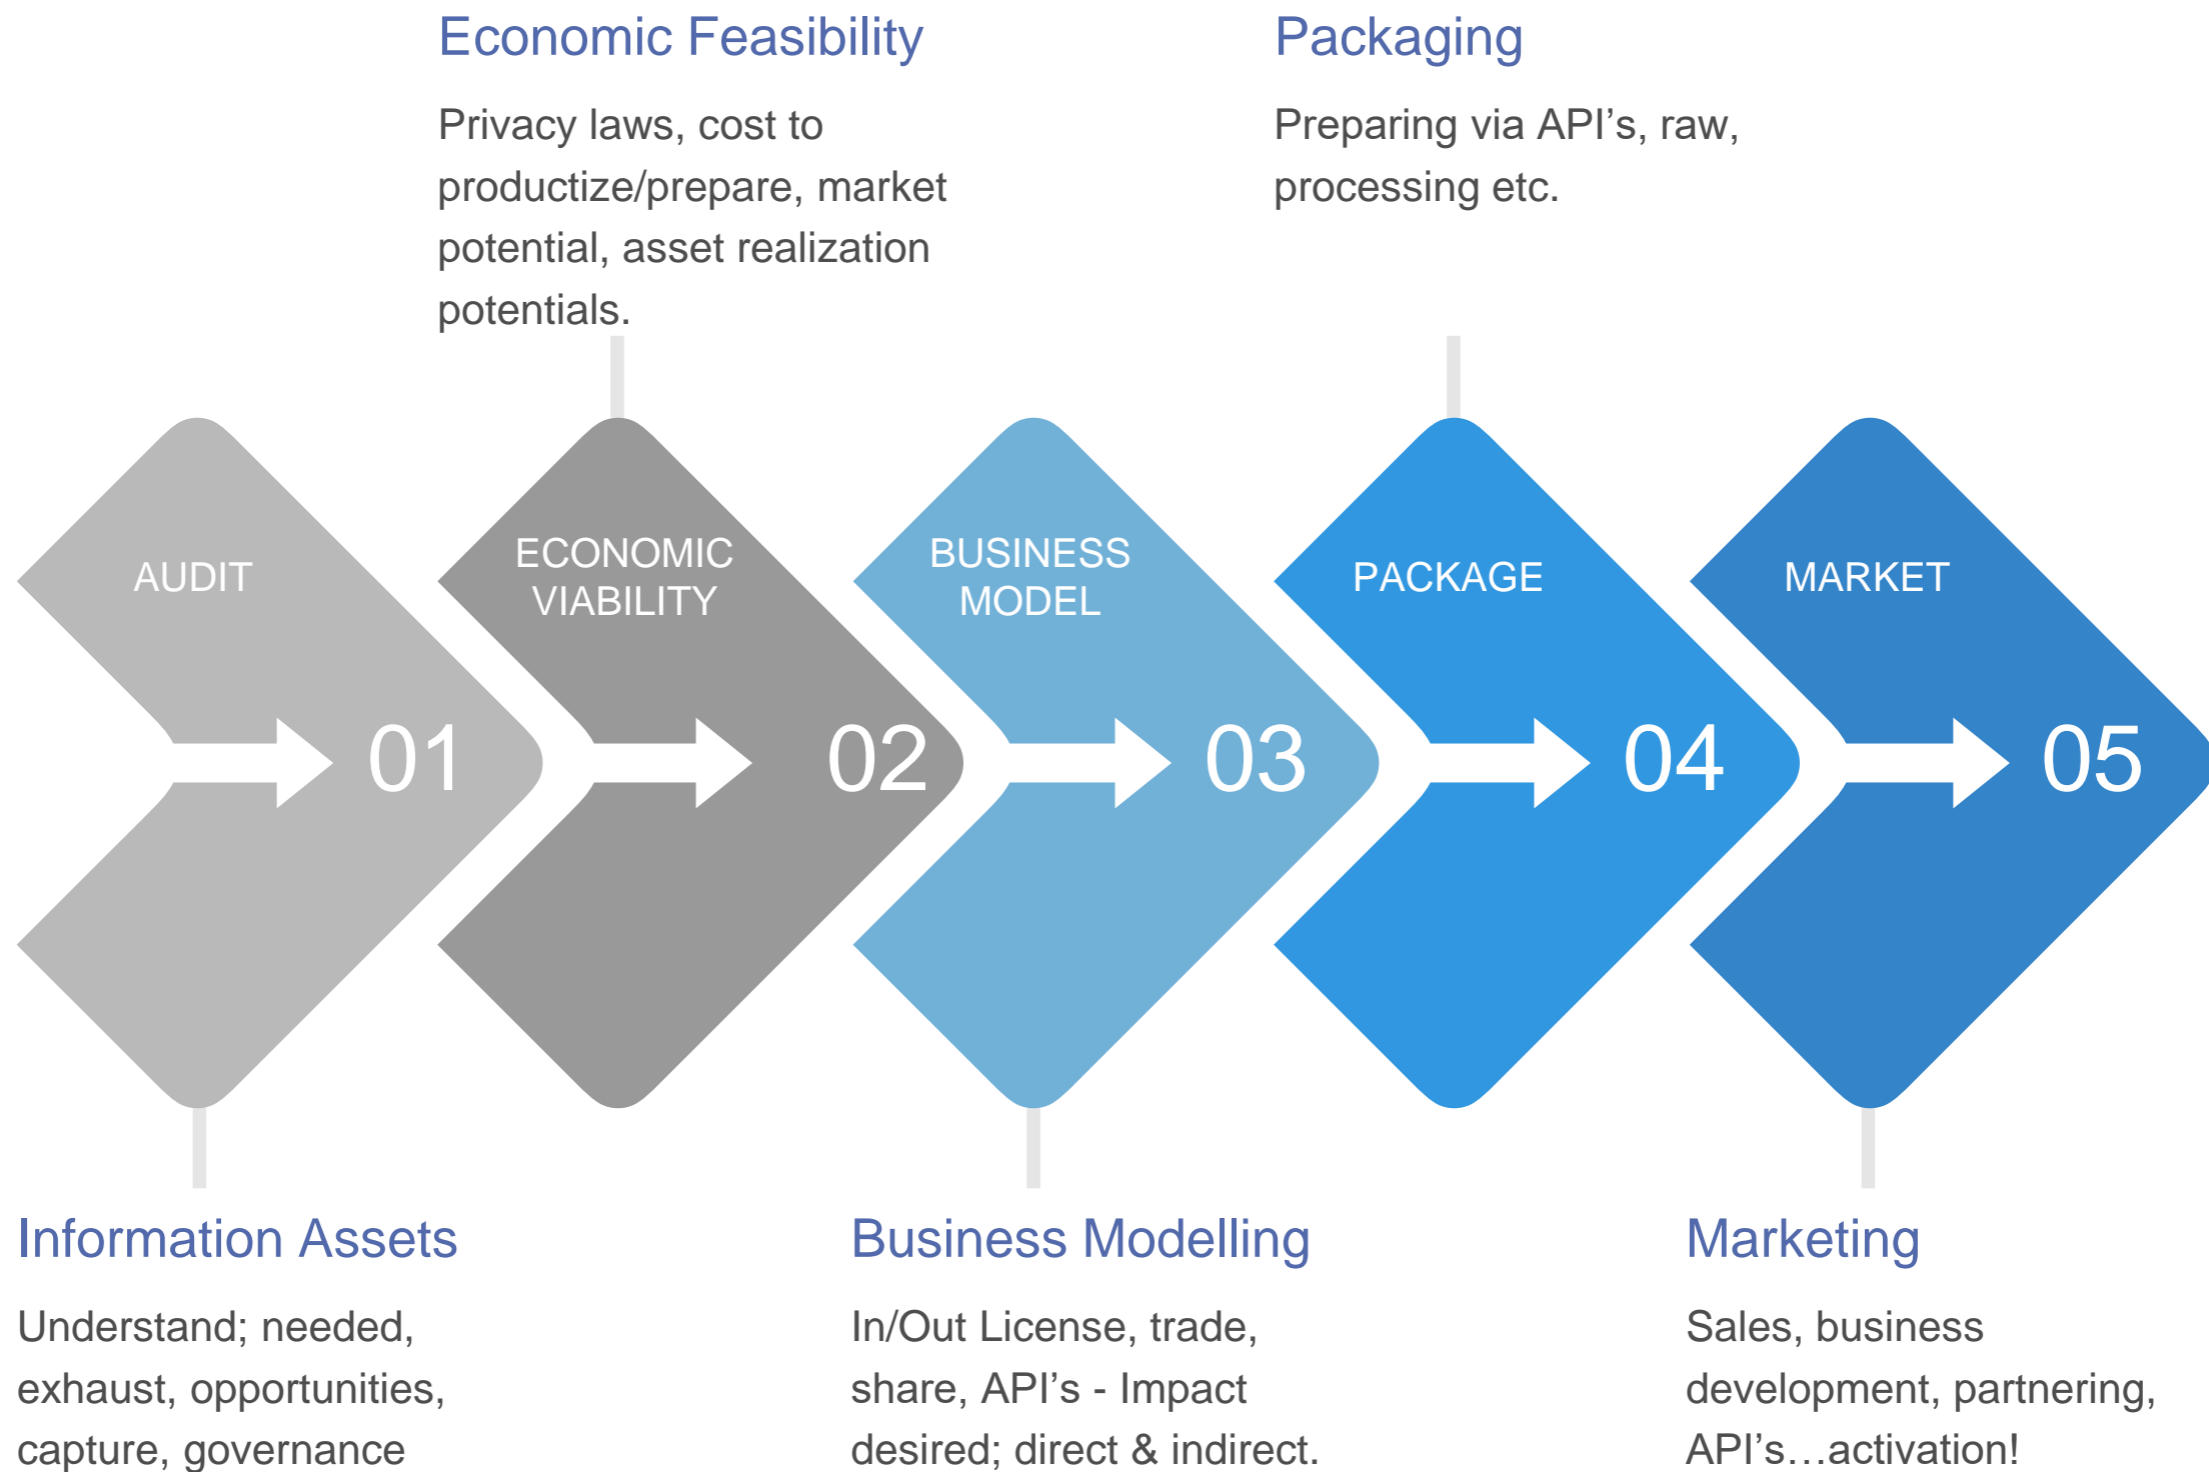 Economic Feasibility
Privacy laws, cost to
productize/prepare, market
potential, asset realization
potentials.
Packaging
Preparing via API’s, raw,
processing etc.
AUDIT
01
ECONOMIC
VIABILITY
02
BUSINESS
MODEL
03
PACKAGE
04
MARKET
05
Information Assets
Understand; needed,
exhaust, opportunities,
capture, governance
Business Modelling
In/Out License, trade,
share, API’s - Impact
desired; direct & indirect.
Marketing
Sales, business
development, partnering,
API’s…activation!